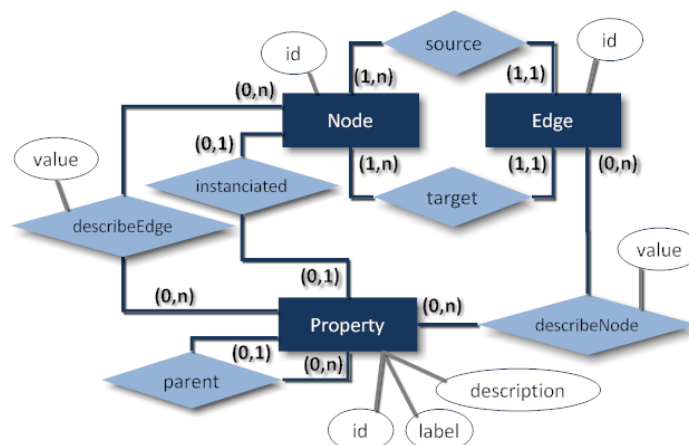 source
id
id
(1,n)
(1,1)
(0,n)
Node
Edge
(0,1)
(1,n)
(1,1)
(0,n)
value
instanciated
target
describeEdge
value
(0,1)
(0,n)
(0,n)
Property
describeNode
(0,1)
(0,n)
parent
description
id
label